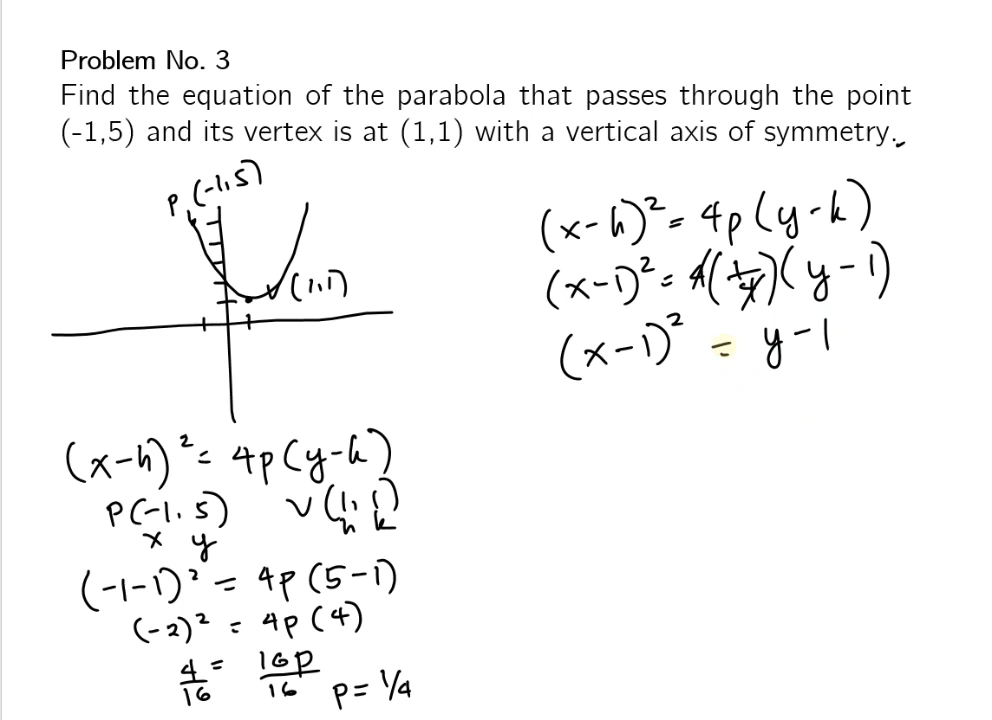 Problem No. 3
Find the equation of the parabola that passes through the point
(-1,5) and its vertex is at (1,1) with a vertical axis of symmetry.
P (-1,5)
V (1,1)
(x-h)² = 4p(y-k)
P(-1, 5) V(1, 1)
x y h k
(-1-1)² = 4p(5-1)
(-2)² = 4p(4)
4/16 = 16p/16 p = 1/4
(x-h)² = 4p(y-k)
(x-1)² = 4(1/4)(y-1)
(x-1)² = y-1